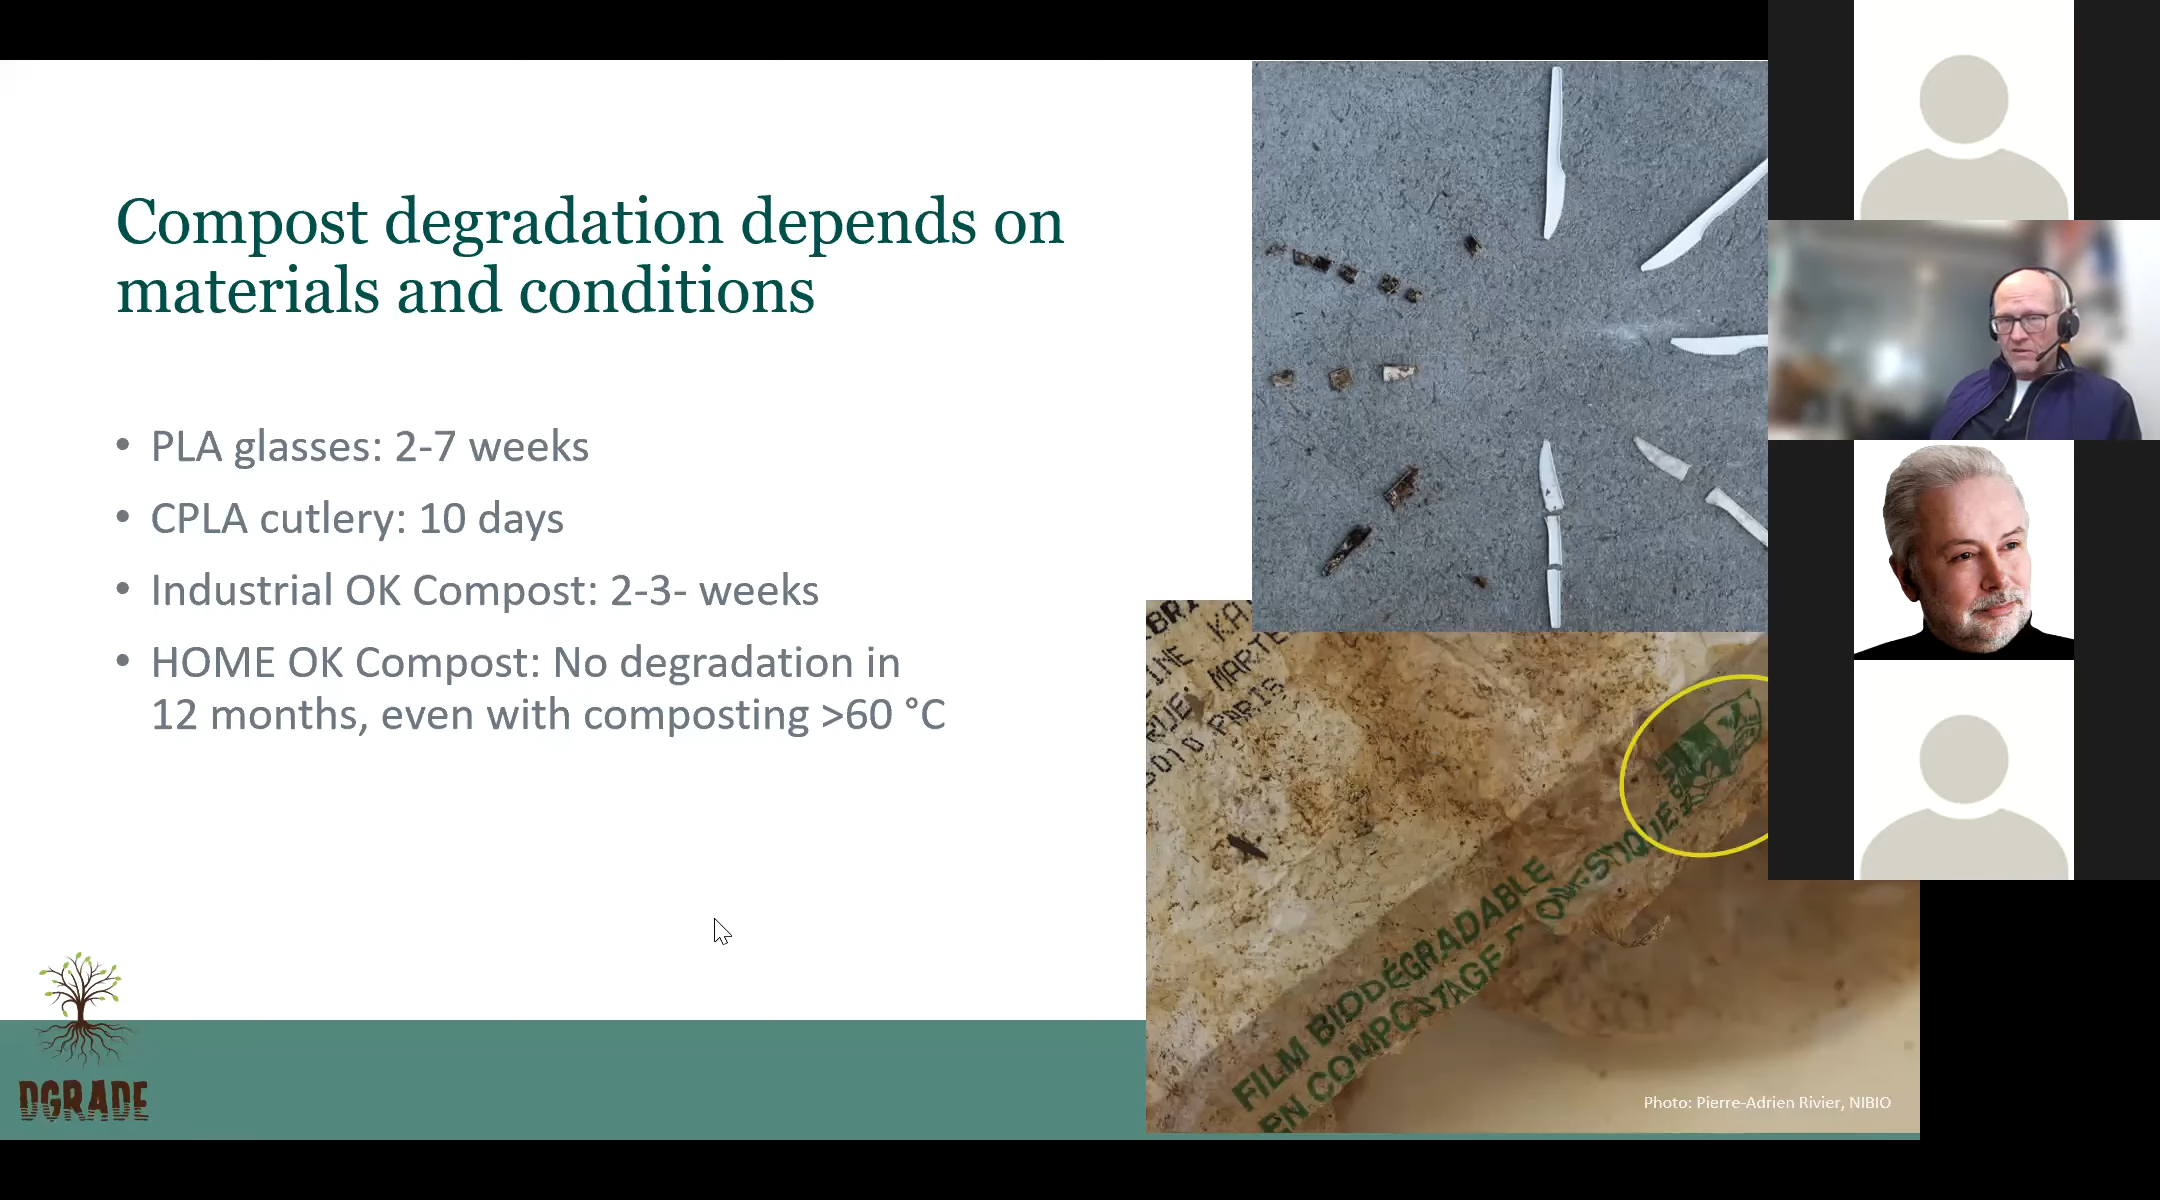 Compost degradation depends on
materials and conditions
• PLA glasses: 2-7 weeks
• CPLA cutlery: 10 days
• Industrial OK Compost: 2-3- weeks
• HOME OK Compost: No degradation in
12 months, even with composting >60 °C
MARTE
PARIS
FILM BIODÉGRADABLE
EN COMPOSTAGE
Photo: Pierre-Adrien Rivier, NIBIO
DGRADE